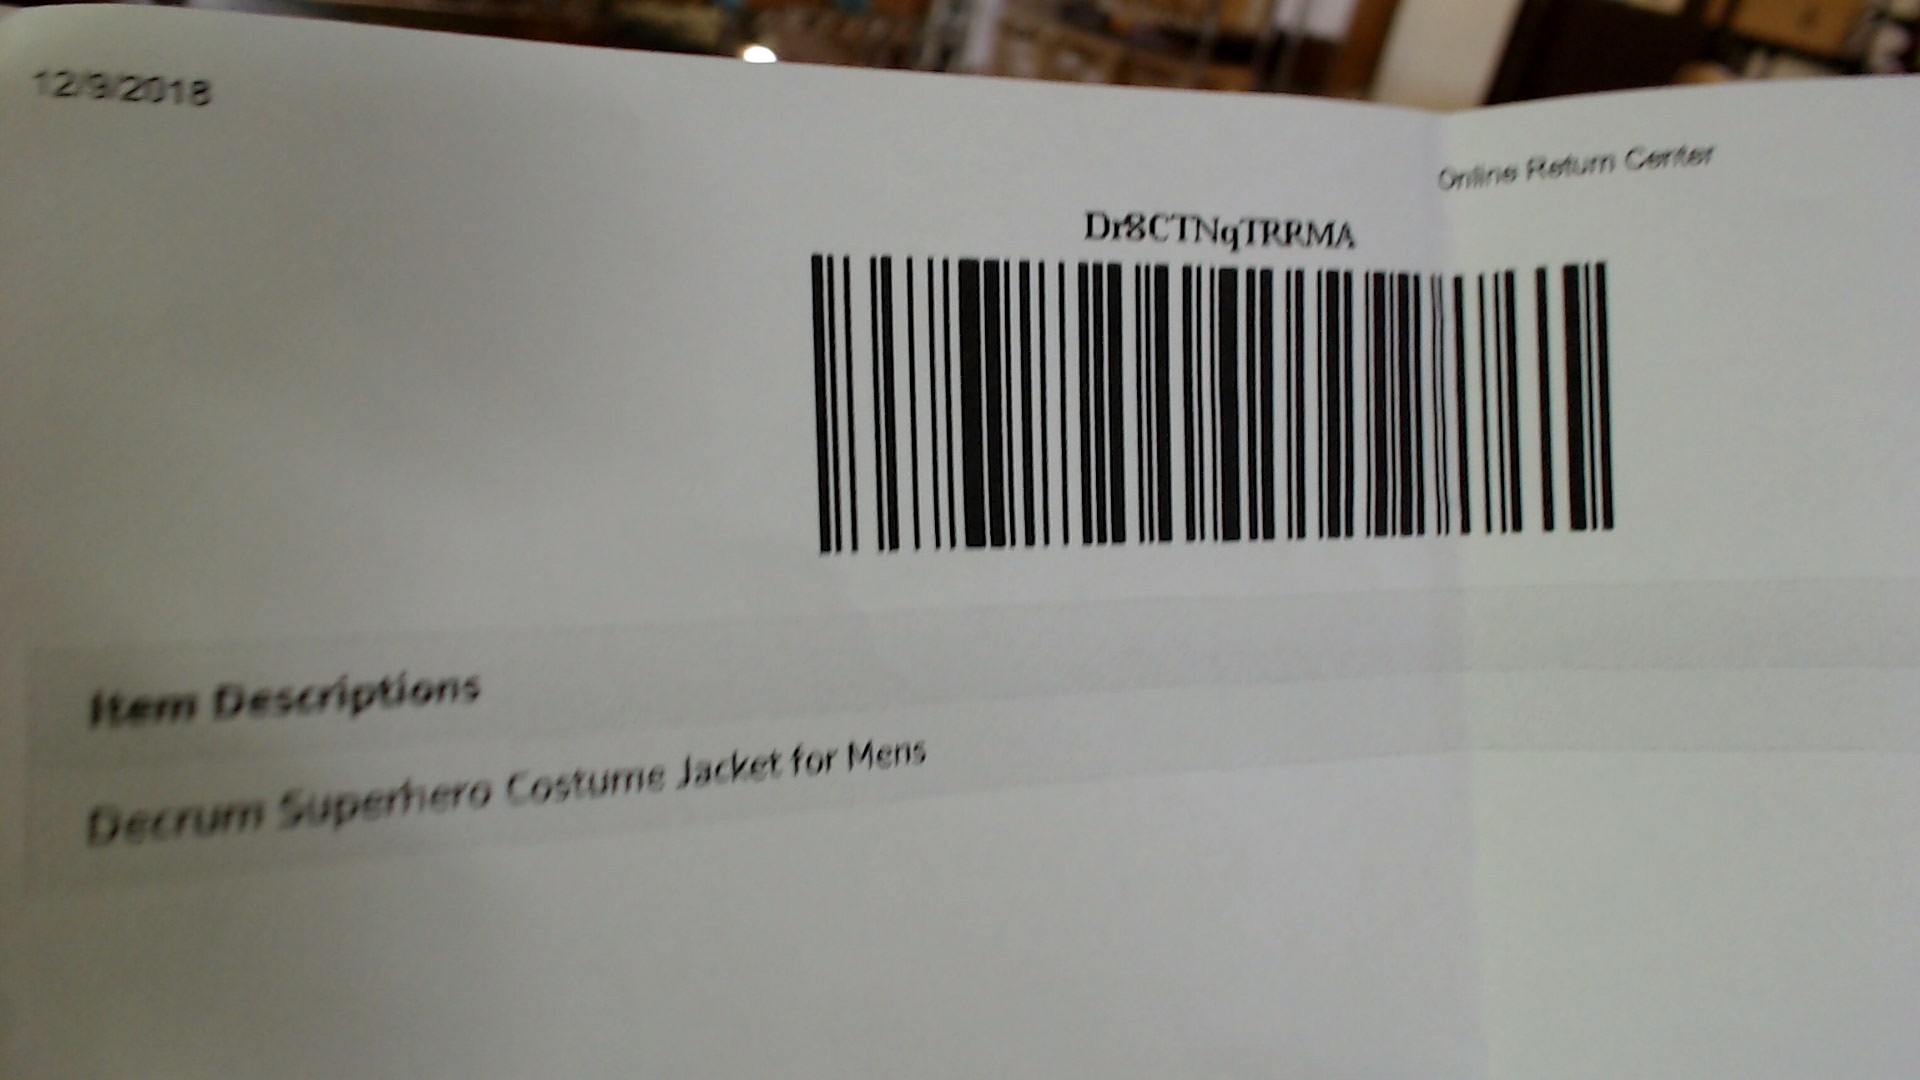 12/9/2018
Online Return Center
Dr8CTNqTRRMA
Item Descriptions
Decrum Superhero Costume Jacket for Mens